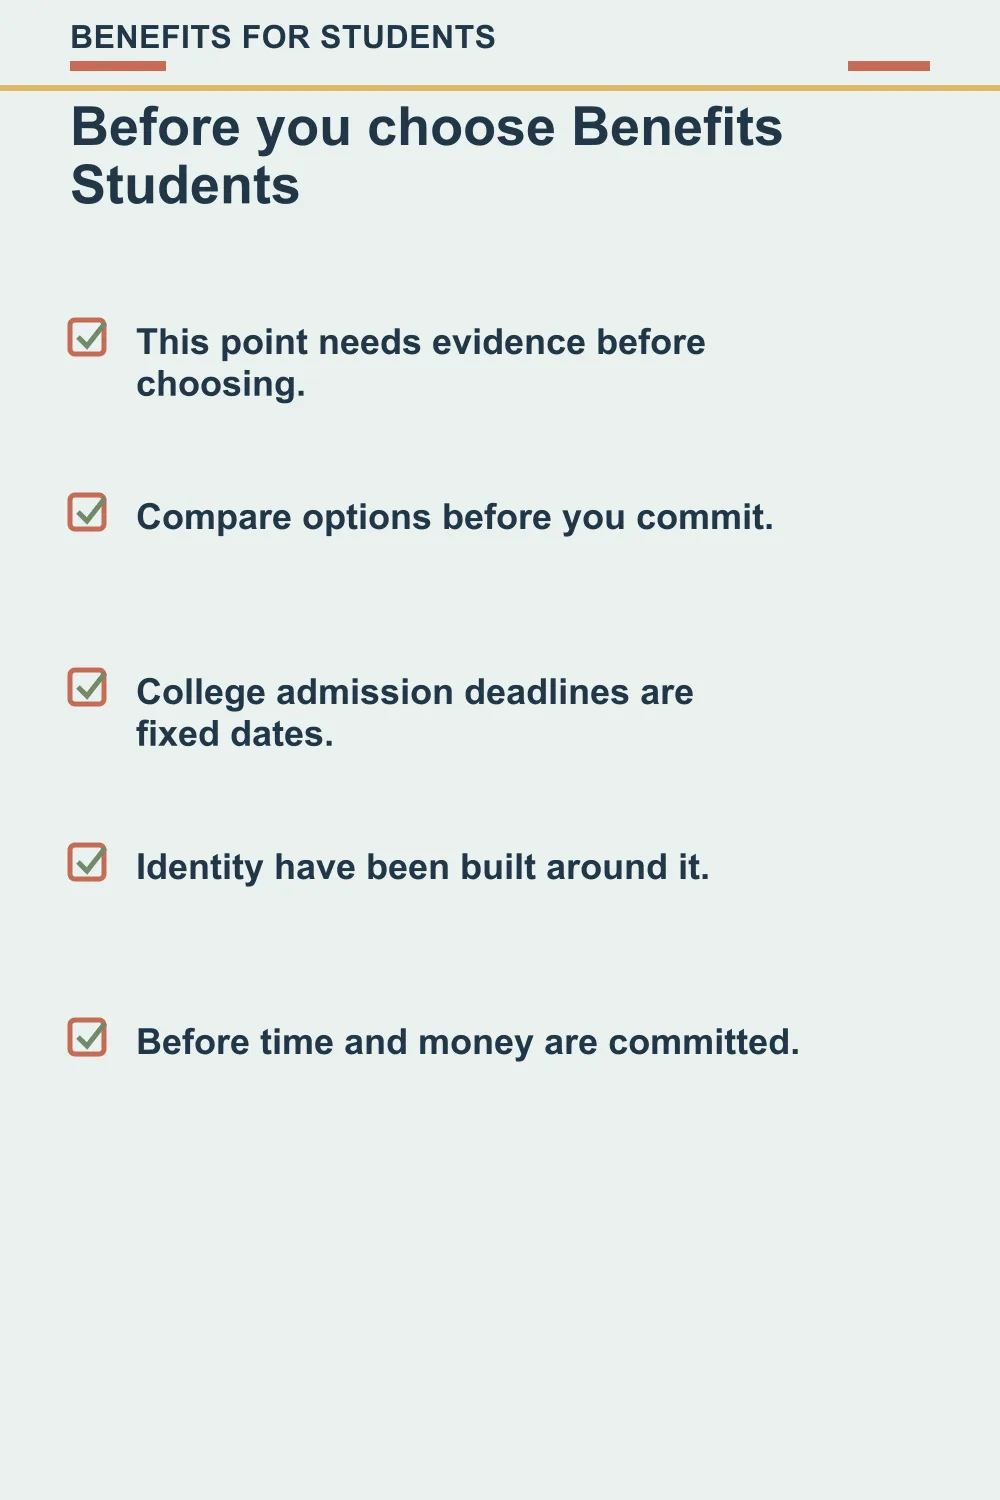 BENEFITS FOR STUDENTS
Before you choose Benefits
Students
This point needs evidence before
choosing.
Compare options before you commit.
College admission deadlines are
fixed dates.
Identity have been built around it.
Before time and money are committed.